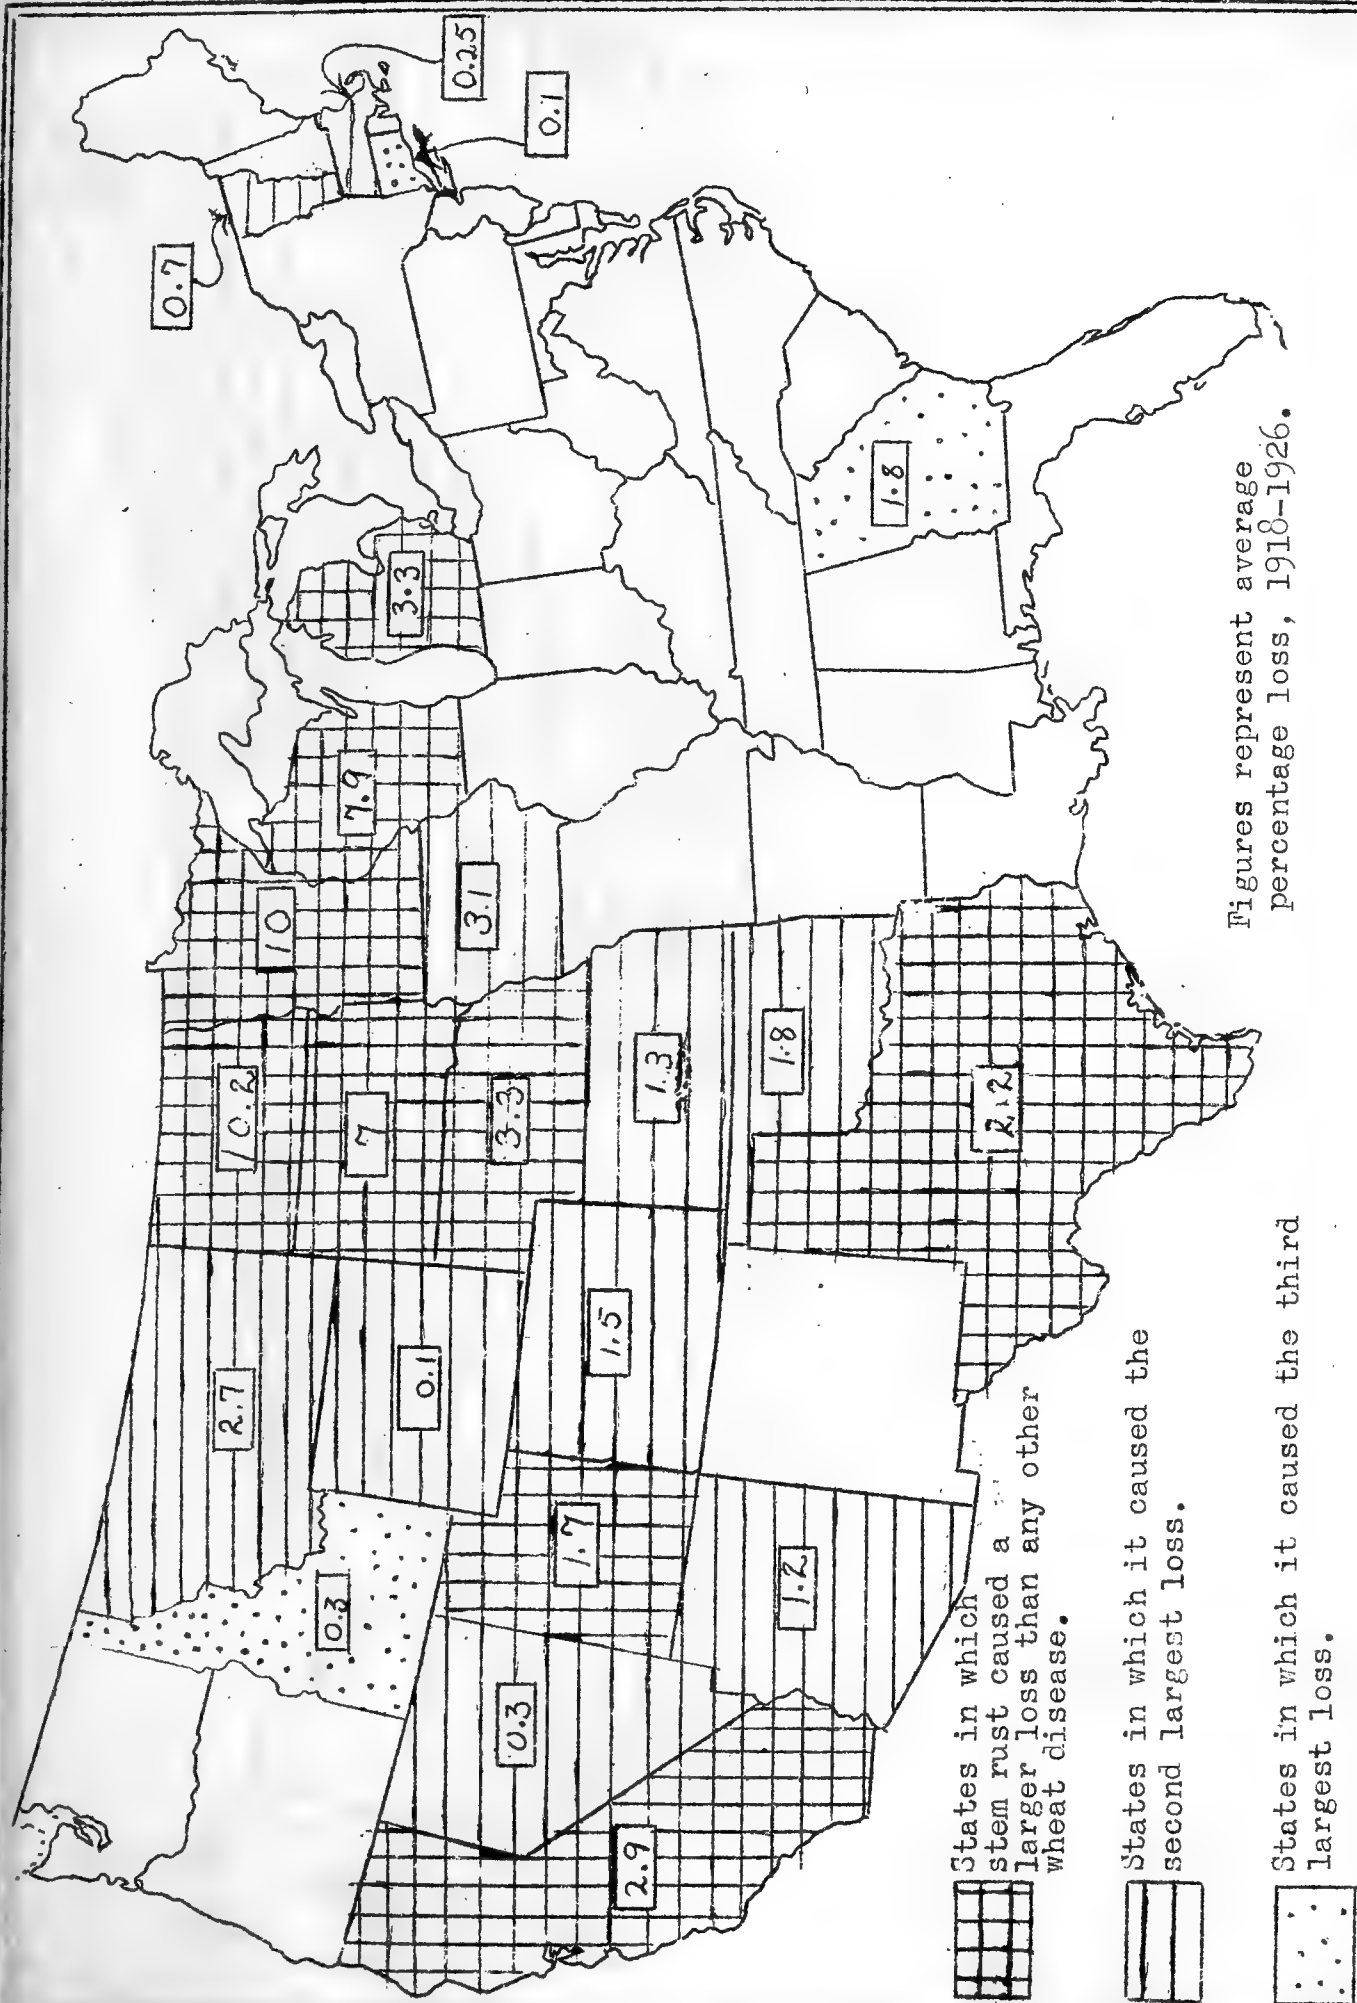 0.7
0.25
0.1
10
7.9
3.3
2.7
10.2
7
3.1
0.3
0.1
3.3
0.3
1.7
1.5
1.3
1.8
2.9
1.2
2.2
1.8
Figures represent average
percentage loss, 1918-1926.
States in which
stem rust caused a
larger loss than any other
wheat disease.
States in which it caused the
second largest loss.
States in which it caused the third
largest loss.